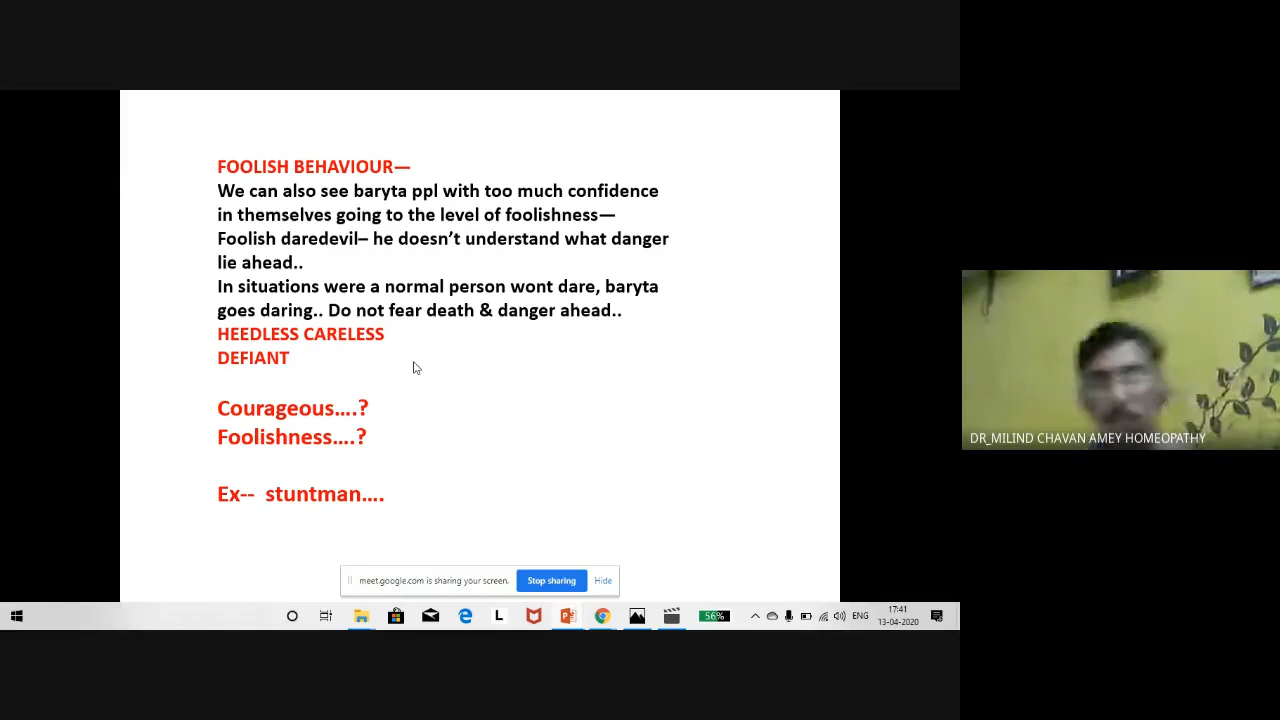 FOOLISH BEHAVIOUR—
We can also see baryta ppl with too much confidence
in themselves going to the level of foolishness—
Foolish daredevil– he doesn't understand what danger
lie ahead..
In situations were a normal person wont dare, baryta
goes daring.. Do not fear death & danger ahead..
HEEDLESS CARELESS
DEFIANT
Courageous....?
Foolishness....?
Ex-- stuntman....
DR_MILIND CHAVAN AMEY HOMEOPATHY
meet.google.com is sharing your screen.
Stop sharing
Hide
L
56%
ENG
17:41
13-04-2020